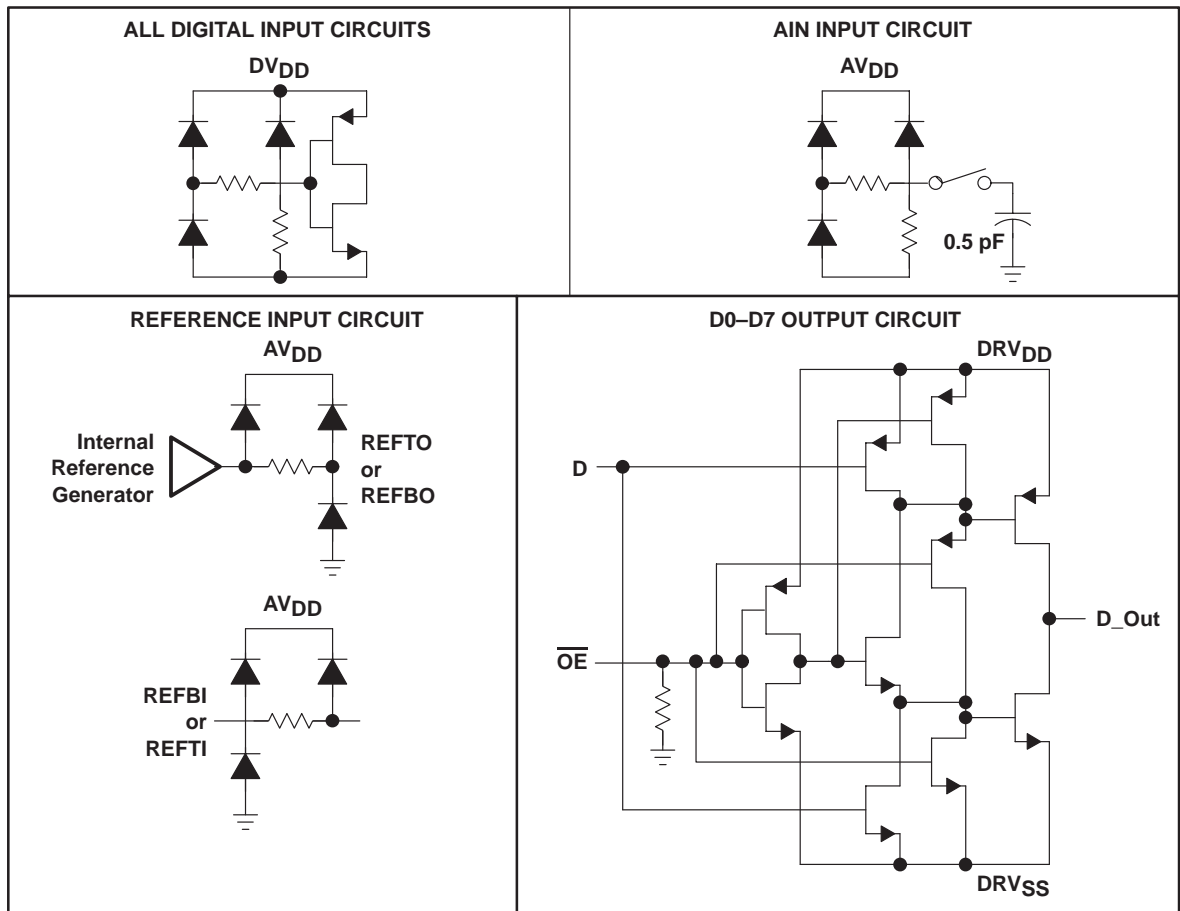 ALL DIGITAL INPUT CIRCUITS
DVDD
AIN INPUT CIRCUIT
AVDD
0.5 pF
REFERENCE INPUT CIRCUIT
AVDD
Internal
Reference
Generator
REFTO
or
REFBO
AVDD
REFBI
or
REFTI
D0–D7 OUTPUT CIRCUIT
DRVDD
D
D_Out
OE
DRVSS